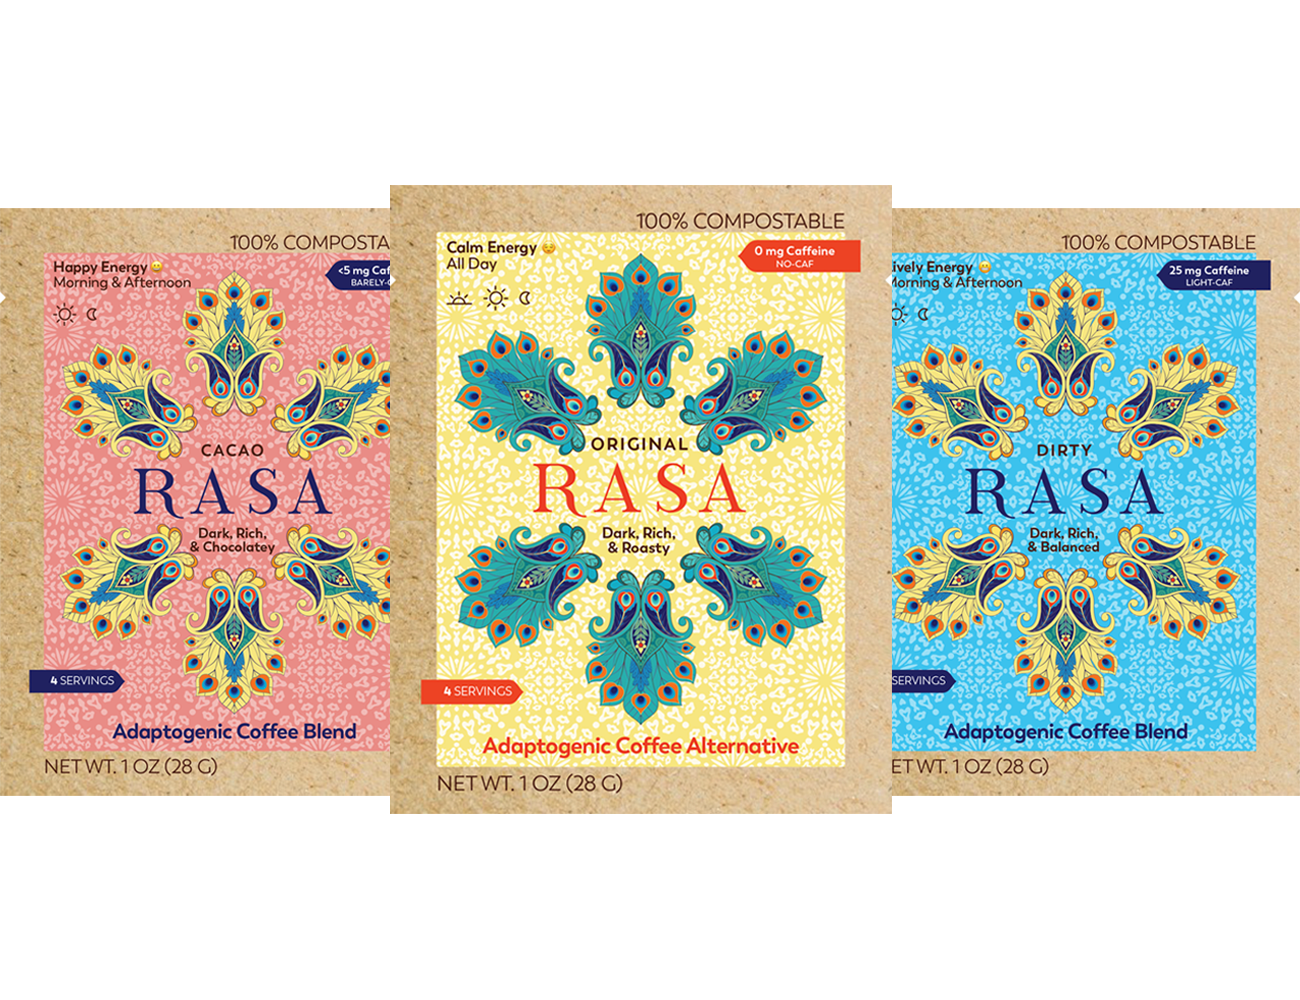 100% COMPOSTA
Happy Energy
Morning & Afternoon
<5 mg Caf
BARELY-
CACAO
RASA
Dark, Rich,
& Chocolatey
4 SERVINGS
Adaptogenic Coffee Blend
NET WT. 1 OZ (28 G)
100% COMPOSTABLE
Calm Energy
All Day
0 mg Caffeine
NO-CAF
ORIGINAL
RASA
Dark, Rich,
& Roasty
4 SERVINGS
Adaptogenic Coffee Alternative
NET WT. 1 OZ (28 G)
100% COMPOSTABLE
ively Energy
Morning & Afternoon
25 mg Caffeine
LIGHT-CAF
DIRTY
RASA
Dark, Rich,
& Balanced
SERVINGS
Adaptogenic Coffee Blend
ET WT. 1 OZ (28 G)